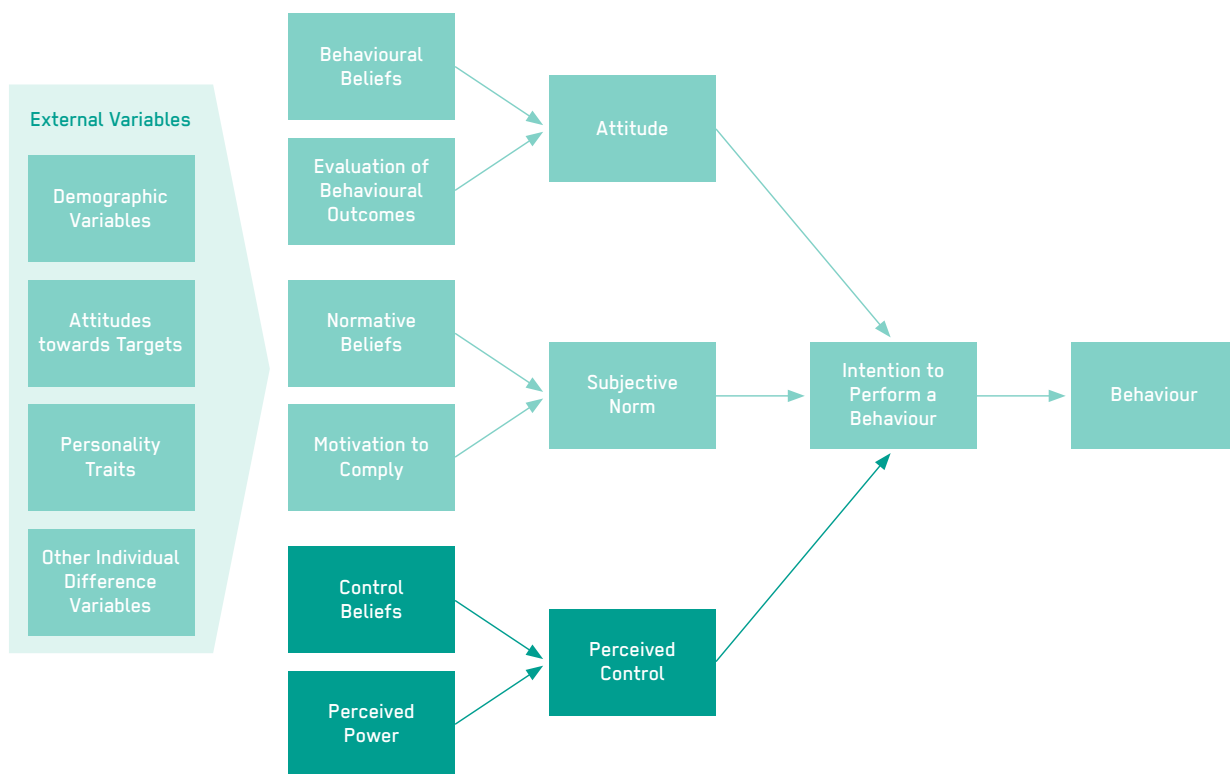 External Variables
Demographic
Variables
Attitudes
towards Targets
Personality
Traits
Other Individual
Difference
Variables
Behavioural
Beliefs
Evaluation of
Behavioural
Outcomes
Normative
Beliefs
Motivation to
Comply
Control
Beliefs
Perceived
Power
Attitude
Subjective
Norm
Perceived
Control
Intention to
Perform a
Behaviour
Behaviour